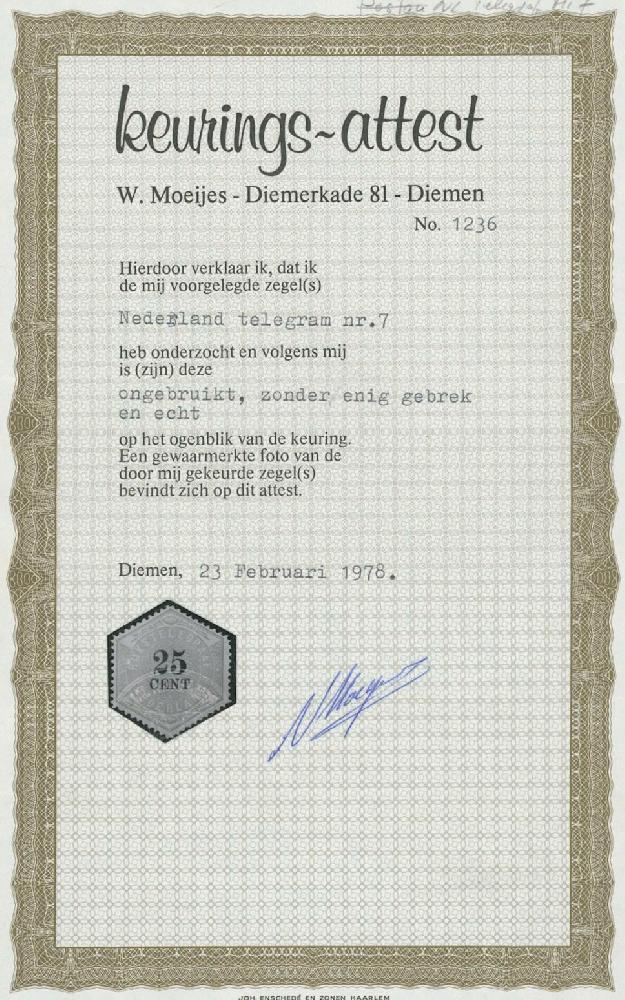 keurings~attest
W. Moeijes - Diemerkade 81 - Diemen
No. 1236
Hierdoor verklaar ik, dat ik
de mij voorgelegde zegel(s)
Nederland telegram nr.7
heb onderzocht en volgens mij
is (zijn) deze
ongebruikt, zonder enig gebrek
en echt
op het ogenblik van de keuring.
Een gewaarmerkte foto van de
door mij gekeurde zegel(s)
bevindt zich op dit attest.
Diemen, 23 Februari 1978.
25
CENT
JOH. ENSCHEDÉ EN ZONEN HAARLEM